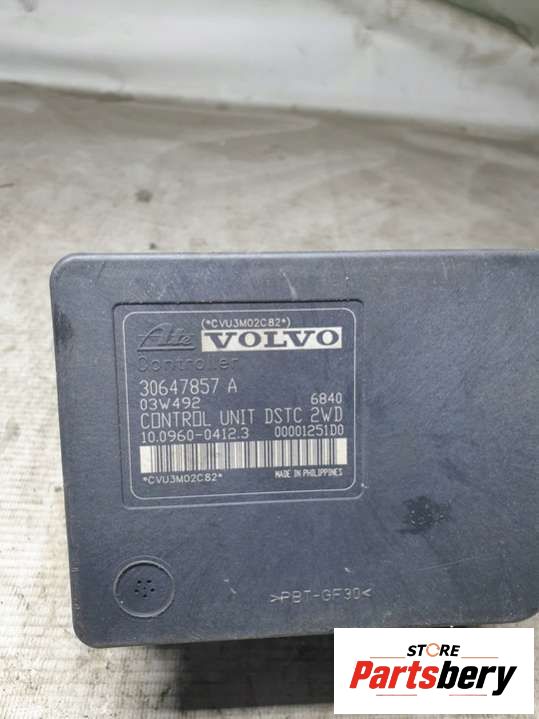 (*CVU3M02C82*)
Ate VOLVO
Controller
30647857 A
03W492 6840
CONTROL UNIT DSTC 2WD
10.0960-0412.3 00001251D0
*CVU3M02C82* MADE IN PHILIPPINES
>PBT-GF30<
STORE
Partsbery